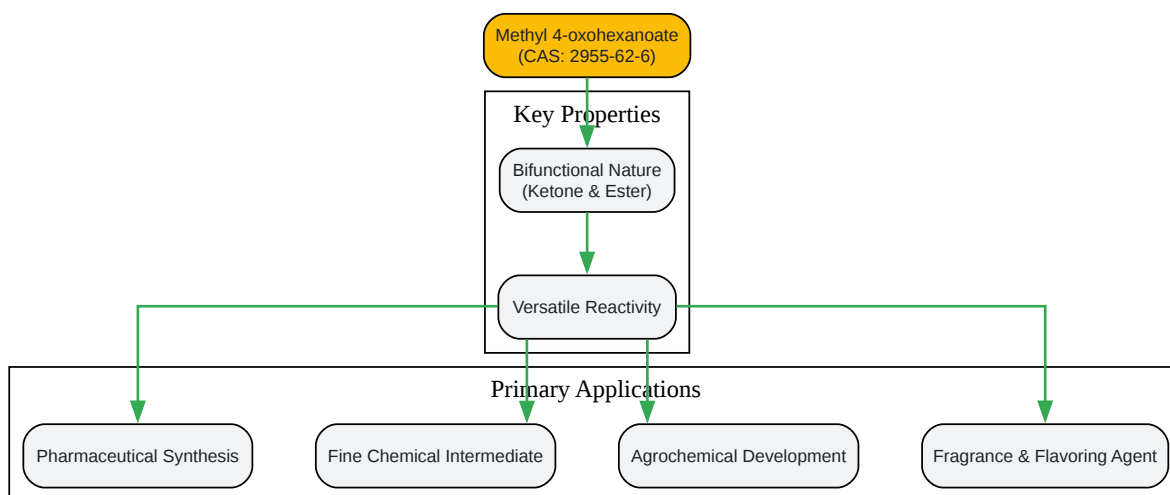 Methyl 4-oxohexanoate
(CAS: 2955-62-6)
Key Properties
Bifunctional Nature
(Ketone & Ester)
Versatile Reactivity
Primary Applications
Pharmaceutical Synthesis
Fine Chemical Intermediate
Agrochemical Development
Fragrance & Flavoring Agent